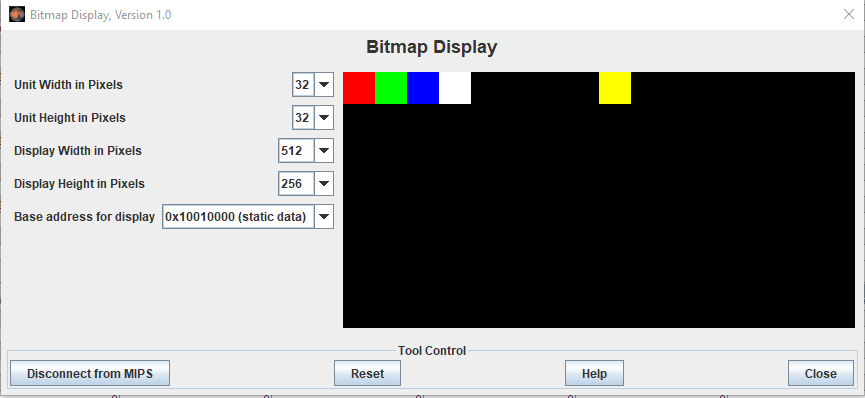 Bitmap Display, Version 1.0
Bitmap Display
Unit Width in Pixels 32
Unit Height in Pixels 32
Display Width in Pixels 512
Display Height in Pixels 256
Base address for display 0x10010000 (static data)
Tool Control
Disconnect from MIPS Reset Help Close